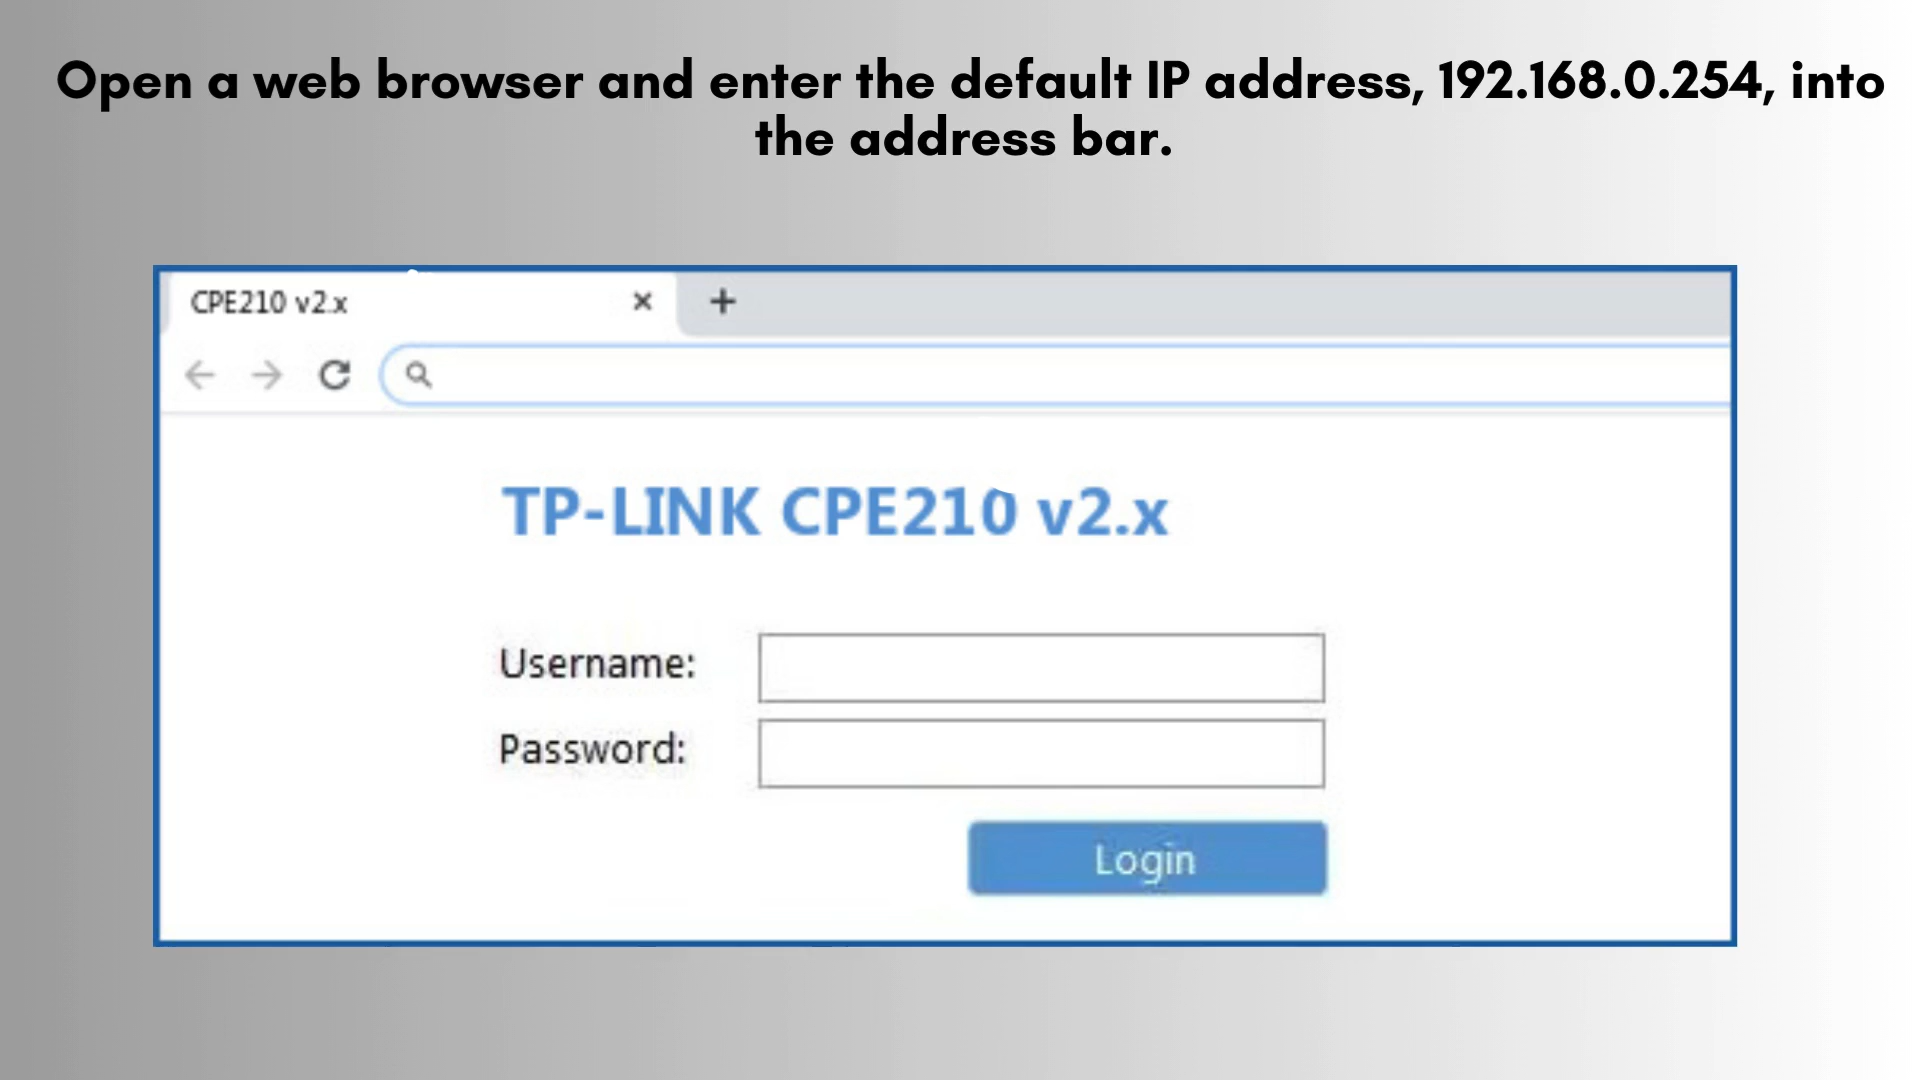 Open a web browser and enter the default IP address, 192.168.0.254, into
the address bar.
CPE210 v2.x
TP-LINK CPE210 v2.x
Username:
Password:
Login